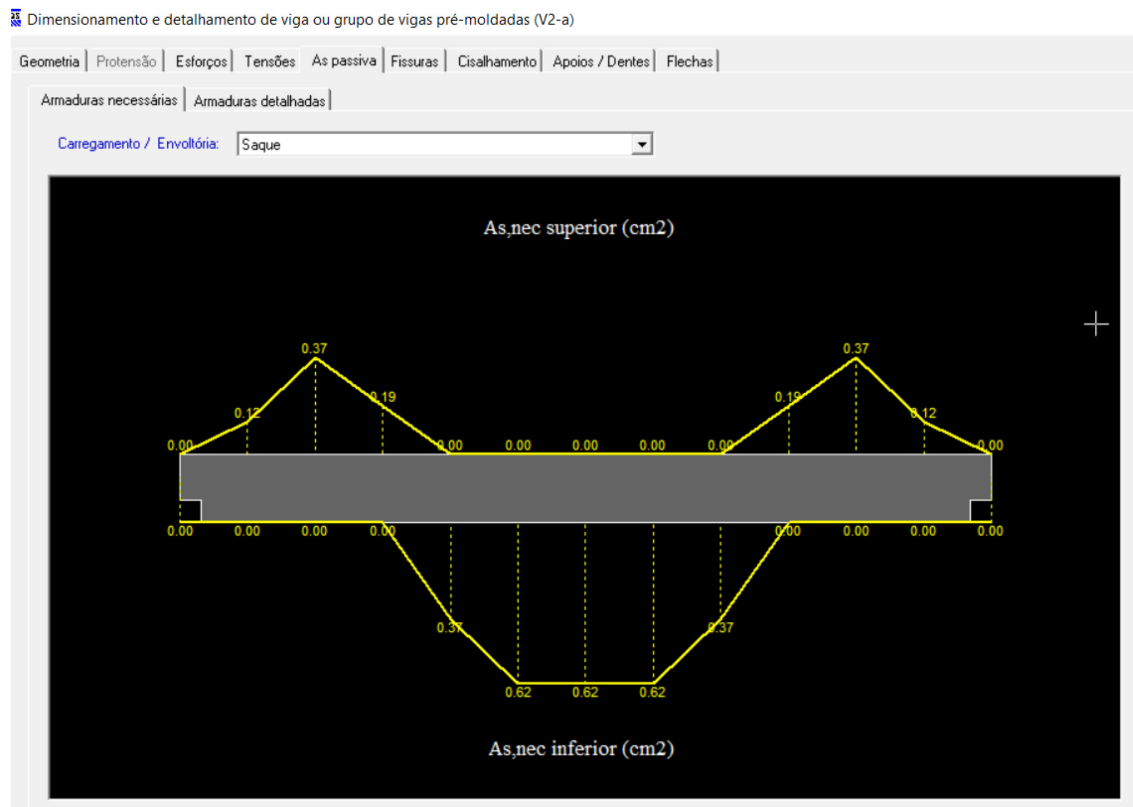 Dimensionamento e detalhamento de viga ou grupo de vigas pré-moldadas (V2-a)
Geometria Protensão Esforços Tensões As passiva Fissuras Cisalhamento Apoios / Dentes Flechas
Armaduras necessárias Armaduras detalhadas
Carregamento / Envoltória: Saque
As,nec superior (cm2)
0.37 0.37
0.19 0.19
0.12 0.12
0.00 0.00 0.00 0.00 0.00 0.00 0.00
0.00 0.00 0.00 0.00 0.00 0.00 0.00 0.00
0.37 0.37
0.62 0.62 0.62
As,nec inferior (cm2)